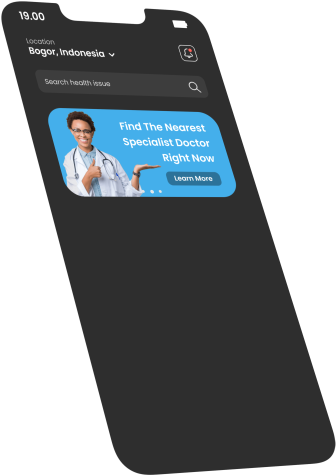 19.00
Location
Bogor, Indonesia
Search health issue
Find The Nearest
Specialist Doctor
Right Now
Learn More